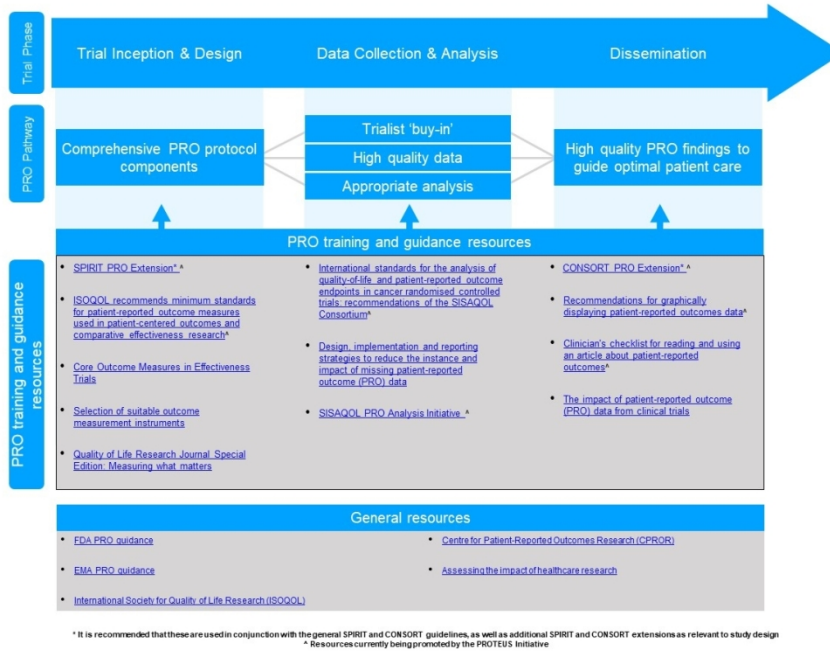 Trial Phase
Trial Inception & Design
Data Collection & Analysis
Dissemination
PRO Pathway
Comprehensive PRO protocol
components
Trialist ‘buy-in’
High quality data
Appropriate analysis
High quality PRO findings to
guide optimal patient care
PRO training and guidance
resources
PRO training and guidance resources
• SPIRIT PRO Extension* ^
• ISOQOL recommends minimum standards
for patient-reported outcome measures
used in patient-centered outcomes and
comparative effectiveness research^
• Core Outcome Measures in Effectiveness
Trials
• Selection of suitable outcome
measurement instruments
• Quality of Life Research Journal Special
Edition: Measuring what matters
• International standards for the analysis of
quality-of-life and patient-reported outcome
endpoints in cancer randomised controlled
trials: recommendations of the SISAQOL
Consortium^
• Design, implementation and reporting
strategies to reduce the instance and
impact of missing patient-reported
outcome (PRO) data
• SISAQOL PRO Analysis Initiative ^
• CONSORT PRO Extension* ^
• Recommendations for graphically
displaying patient-reported outcomes data^
• Clinician's checklist for reading and using
an article about patient-reported
outcomes^
• The impact of patient-reported outcome
(PRO) data from clinical trials
General resources
• FDA PRO guidance
• EMA PRO guidance
• International Society for Quality of Life Research (ISOQOL)
• Centre for Patient-Reported Outcomes Research (CPROR)
• Assessing the impact of healthcare research
* It is recommended that these are used in conjunction with the general SPIRIT and CONSORT guidelines, as well as additional SPIRIT and CONSORT extensions as relevant to study design
^ Resources currently being promoted by the PROTEUS Initiative